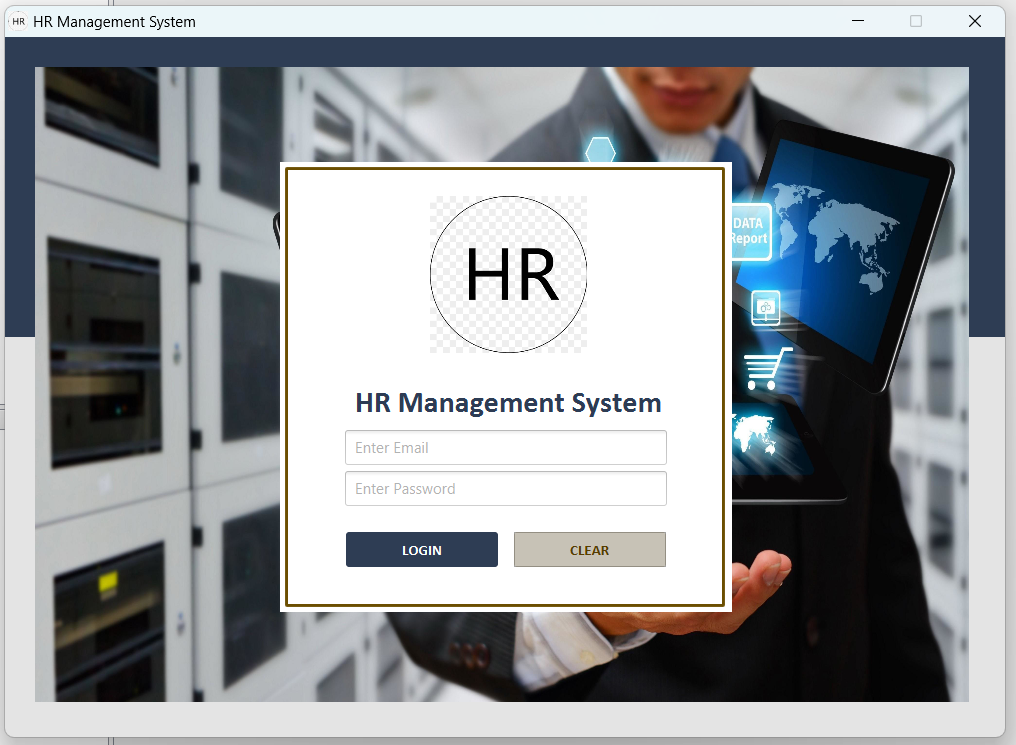 HR HR Management System
DATA
Report
HR
HR Management System
Enter Email
Enter Password
LOGIN
CLEAR